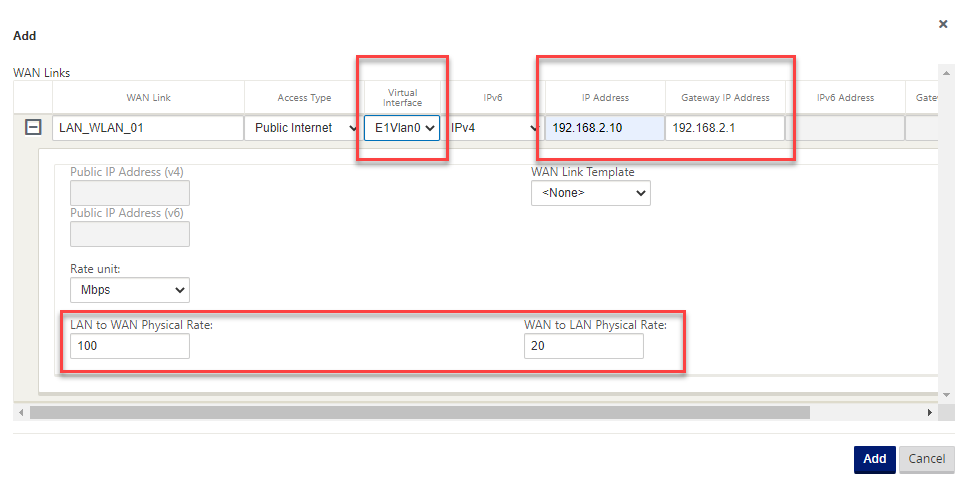 ×
Add
WAN Links
WAN Link Access Type Virtual Interface IPv6 IP Address Gateway IP Address IPv6 Address
LAN_WLAN_01 Public Internet E1Vlan0 IPv4 192.168.2.10 192.168.2.1
Public IP Address (v4) WAN Link Template
<None>
Public IP Address (v6)
Rate unit:
Mbps
LAN to WAN Physical Rate: WAN to LAN Physical Rate:
100 20
Add Cancel